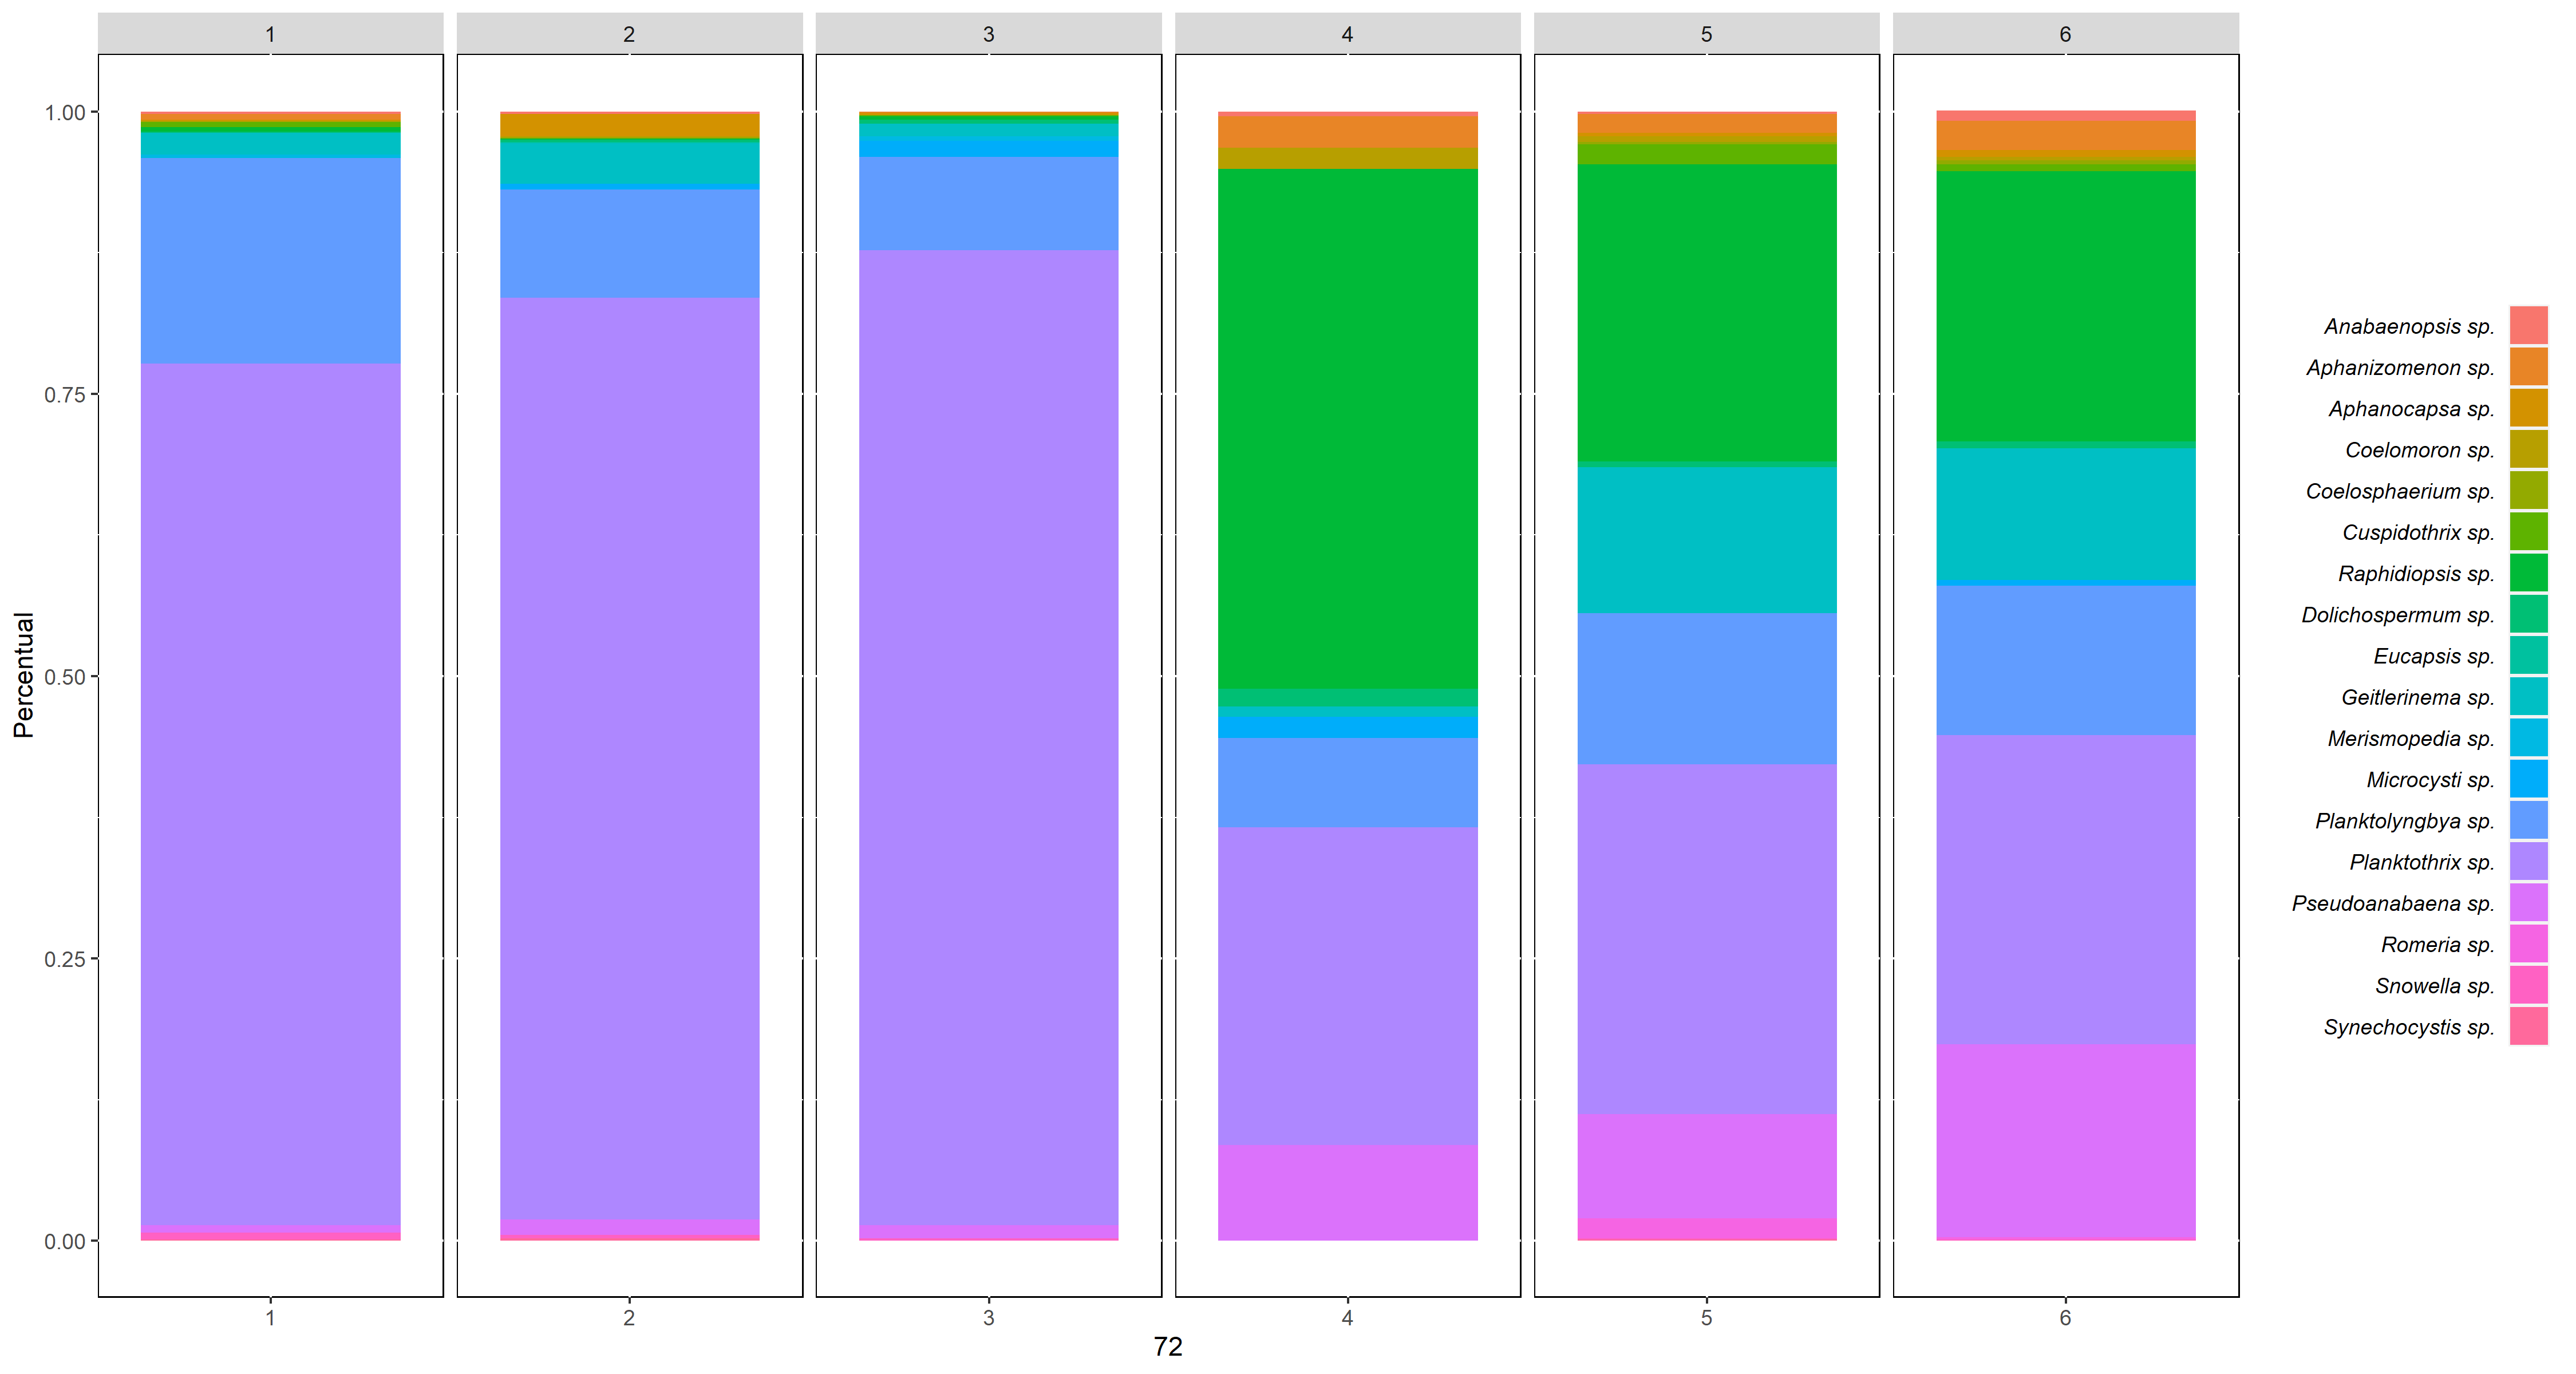 1 2 3 4 5 6
1.00
0.75
0.50
0.25
0.00
Percentual
1 2 3 4 5 6
72
Anabaenopsis sp.
Aphanizomenon sp.
Aphanocapsa sp.
Coelomoron sp.
Coelosphaerium sp.
Cuspidothrix sp.
Raphidiopsis sp.
Dolichospermum sp.
Eucapsis sp.
Geitlerinema sp.
Merismopedia sp.
Microcysti sp.
Planktolyngbya sp.
Planktothrix sp.
Pseudoanabaena sp.
Romeria sp.
Snowella sp.
Synechocystis sp.